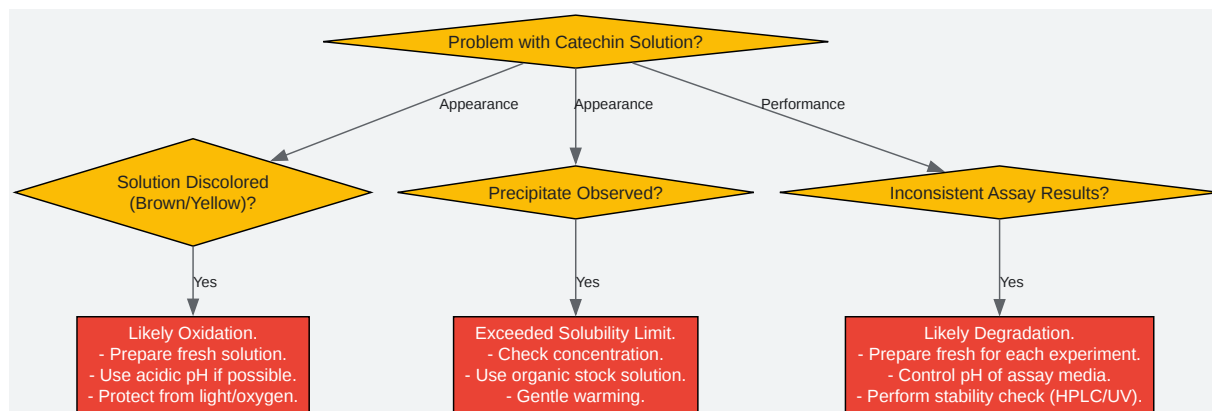 Problem with Catechin Solution?
Appearance
Appearance
Performance
Solution Discolored
(Brown/Yellow)?
Precipitate Observed?
Inconsistent Assay Results?
Yes
Yes
Yes
Likely Oxidation.
- Prepare fresh solution.
- Use acidic pH if possible.
- Protect from light/oxygen.
Exceeded Solubility Limit.
- Check concentration.
- Use organic stock solution.
- Gentle warming.
Likely Degradation.
- Prepare fresh for each experiment.
- Control pH of assay media.
- Perform stability check (HPLC/UV).